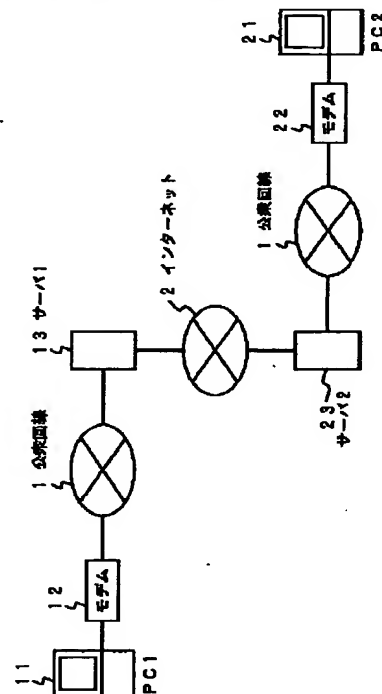 11
PC1
12
モデム
1 公衆回線
13 サーバ1
2 インターネット
23
サーバ2
1 公衆回線
22
モデム
21
PC2